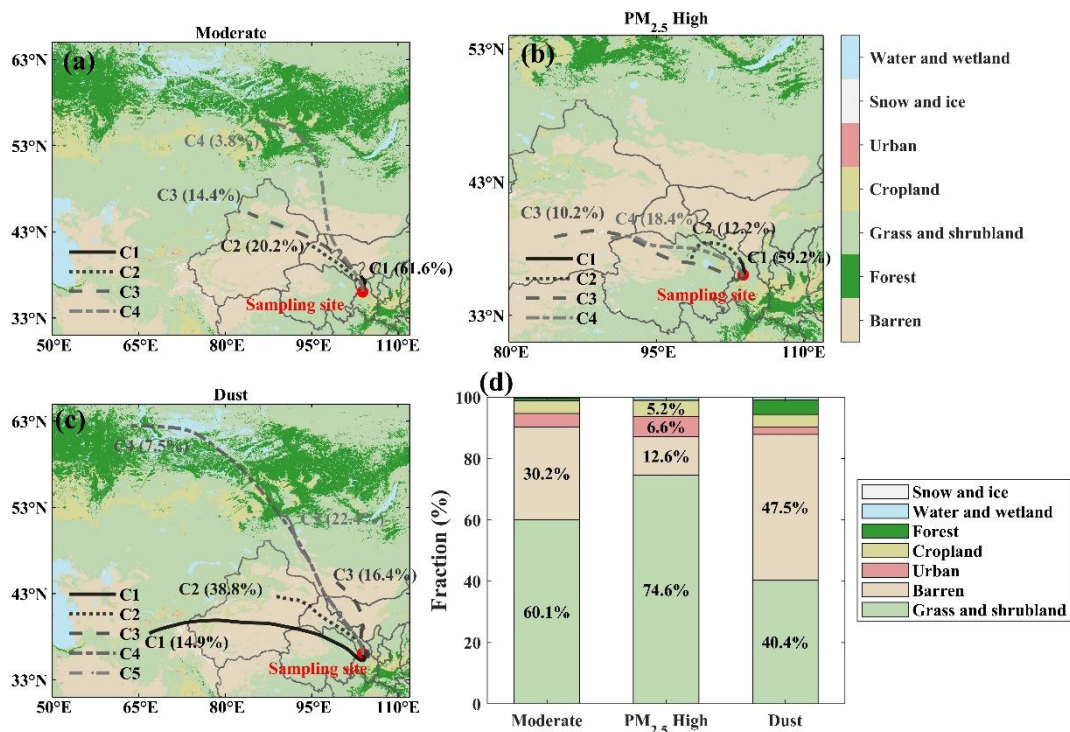 Moderate
(a)
63°N
53°N
43°N
33°N
50°E
65°E
80°E
95°E
110°E
C4 (3.8%)
C3 (14.4%)
C2 (20.2%)
C1 (61.6%)
Sampling site
C1
C2
C3
C4
PM2.5 High
(b)
53°N
43°N
33°N
80°E
95°E
110°E
C3 (10.2%)
C4 (18.4%)
C2 (12.2%)
C1 (59.2%)
Sampling site
C1
C2
C3
C4
Water and wetland
Snow and ice
Urban
Cropland
Grass and shrubland
Forest
Barren
Dust
(c)
63°N
53°N
43°N
33°N
50°E
65°E
80°E
95°E
110°E
C4 (7.5%)
C3 (16.4%)
C2 (38.8%)
C1 (14.9%)
Sampling site
C1
C2
C3
C4
C5
(d)
Fraction (%)
100
80
60
40
20
0
30.2%
60.1%
5.2%
6.6%
12.6%
74.6%
47.5%
40.4%
Moderate
PM2.5 High
Dust
Snow and ice
Water and wetland
Forest
Cropland
Urban
Barren
Grass and shrubland